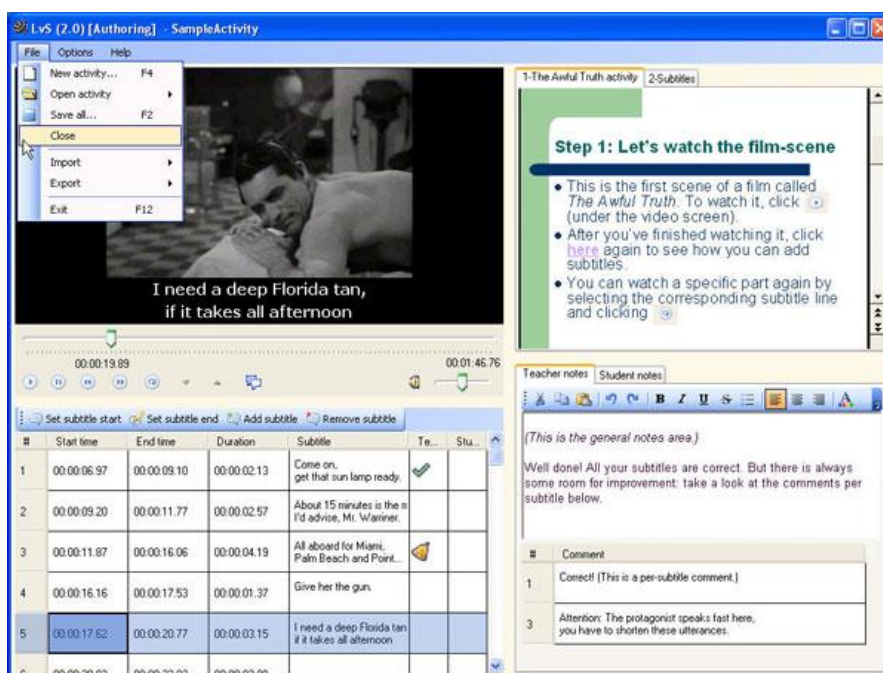 LvS (2.0) [Authoring] - SampleActivity
File Options Help
New activity... F4
Open activity
Save all... F2
Close
Import
Export
Exit F12
I need a deep Florida tan,
if it takes all afternoon
00:00:19.89 00:01:46.76
Set subtitle start Set subtitle end Add subtitle Remove subtitle
# Start time End time Duration Subtitle Te... Stu...
1 00:00:06.97 00:00:09.10 00:00:02.13 Come on,
get that sun lamp ready.
2 00:00:09.20 00:00:11.77 00:00:02.57 About 15 minutes is the
I'd advise, Mr. Warriner.
3 00:00:11.87 00:00:16.06 00:00:04.19 All aboard for Miami,
Palm Beach and Point...
4 00:00:16.16 00:00:17.53 00:00:01.37 Give her the gun.
5 00:00:17.62 00:00:20.77 00:00:03.15 I need a deep Florida tan
if it takes all afternoon
1-The Awful Truth activity 2-Subtitles
Step 1: Let's watch the film-scene
• This is the first scene of a film called
The Awful Truth. To watch it, click
(under the video screen).
• After you've finished watching it, click
here again to see how you can add
subtitles.
• You can watch a specific part again by
selecting the corresponding subtitle line
and clicking
Teacher notes Student notes
B I U S A
(This is the general notes area.)
Well done! All your subtitles are correct. But there is always
some room for improvement: take a look at the comments per
subtitle below.
# Comment
1 Correct! (This is a per-subtitle comment.)
3 Attention: The protagonist speaks fast here,
you have to shorten these utterances.